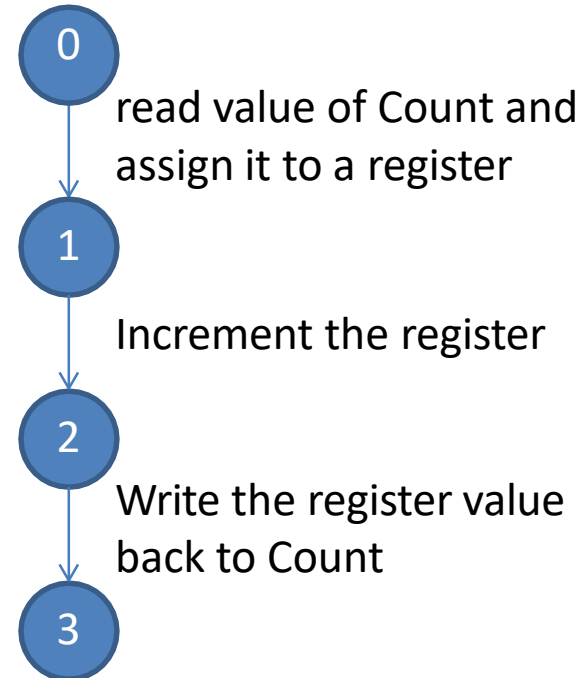 0
read value of Count and
assign it to a register
1
Increment the register
2
Write the register value
back to Count
3